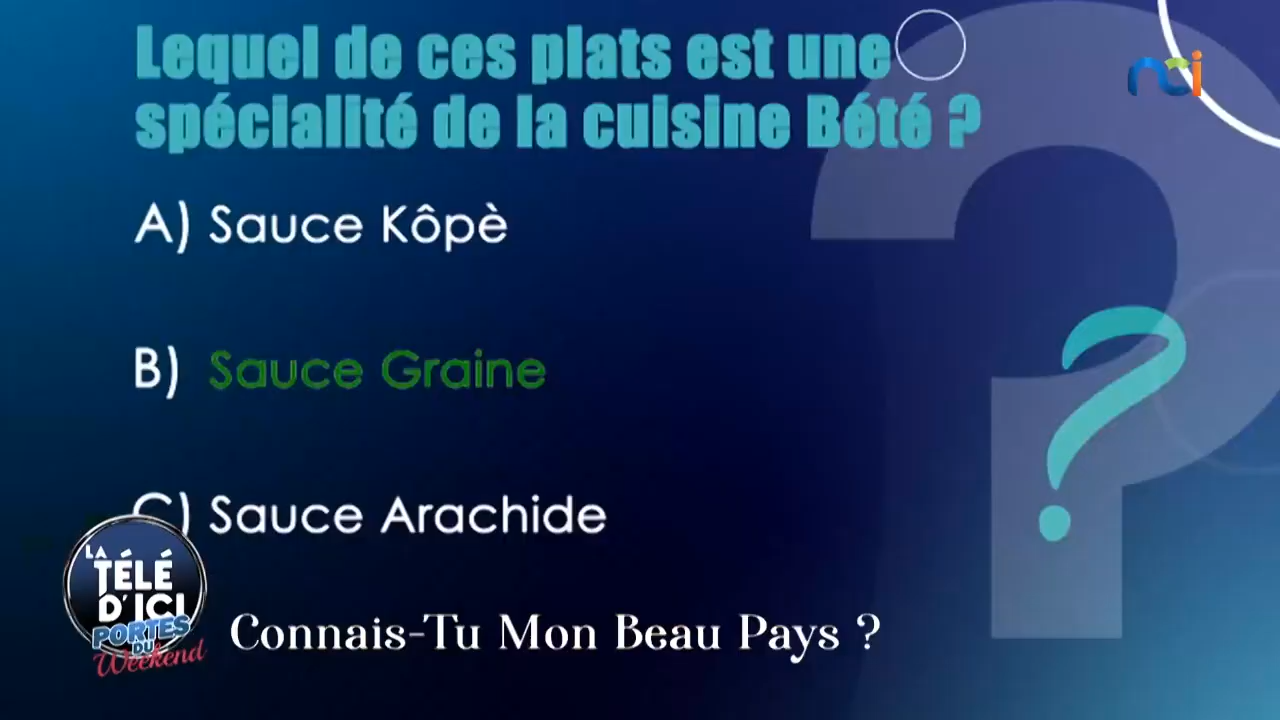 Lequel de ces plats est une
nci
spécialité de la cuisine Bété ?
A) Sauce Kôpè
B) Sauce Graine
C) Sauce Arachide
LA
TÉLÉ
D'ICI
PORTES
DU
Weekend
Connais-Tu Mon Beau Pays ?